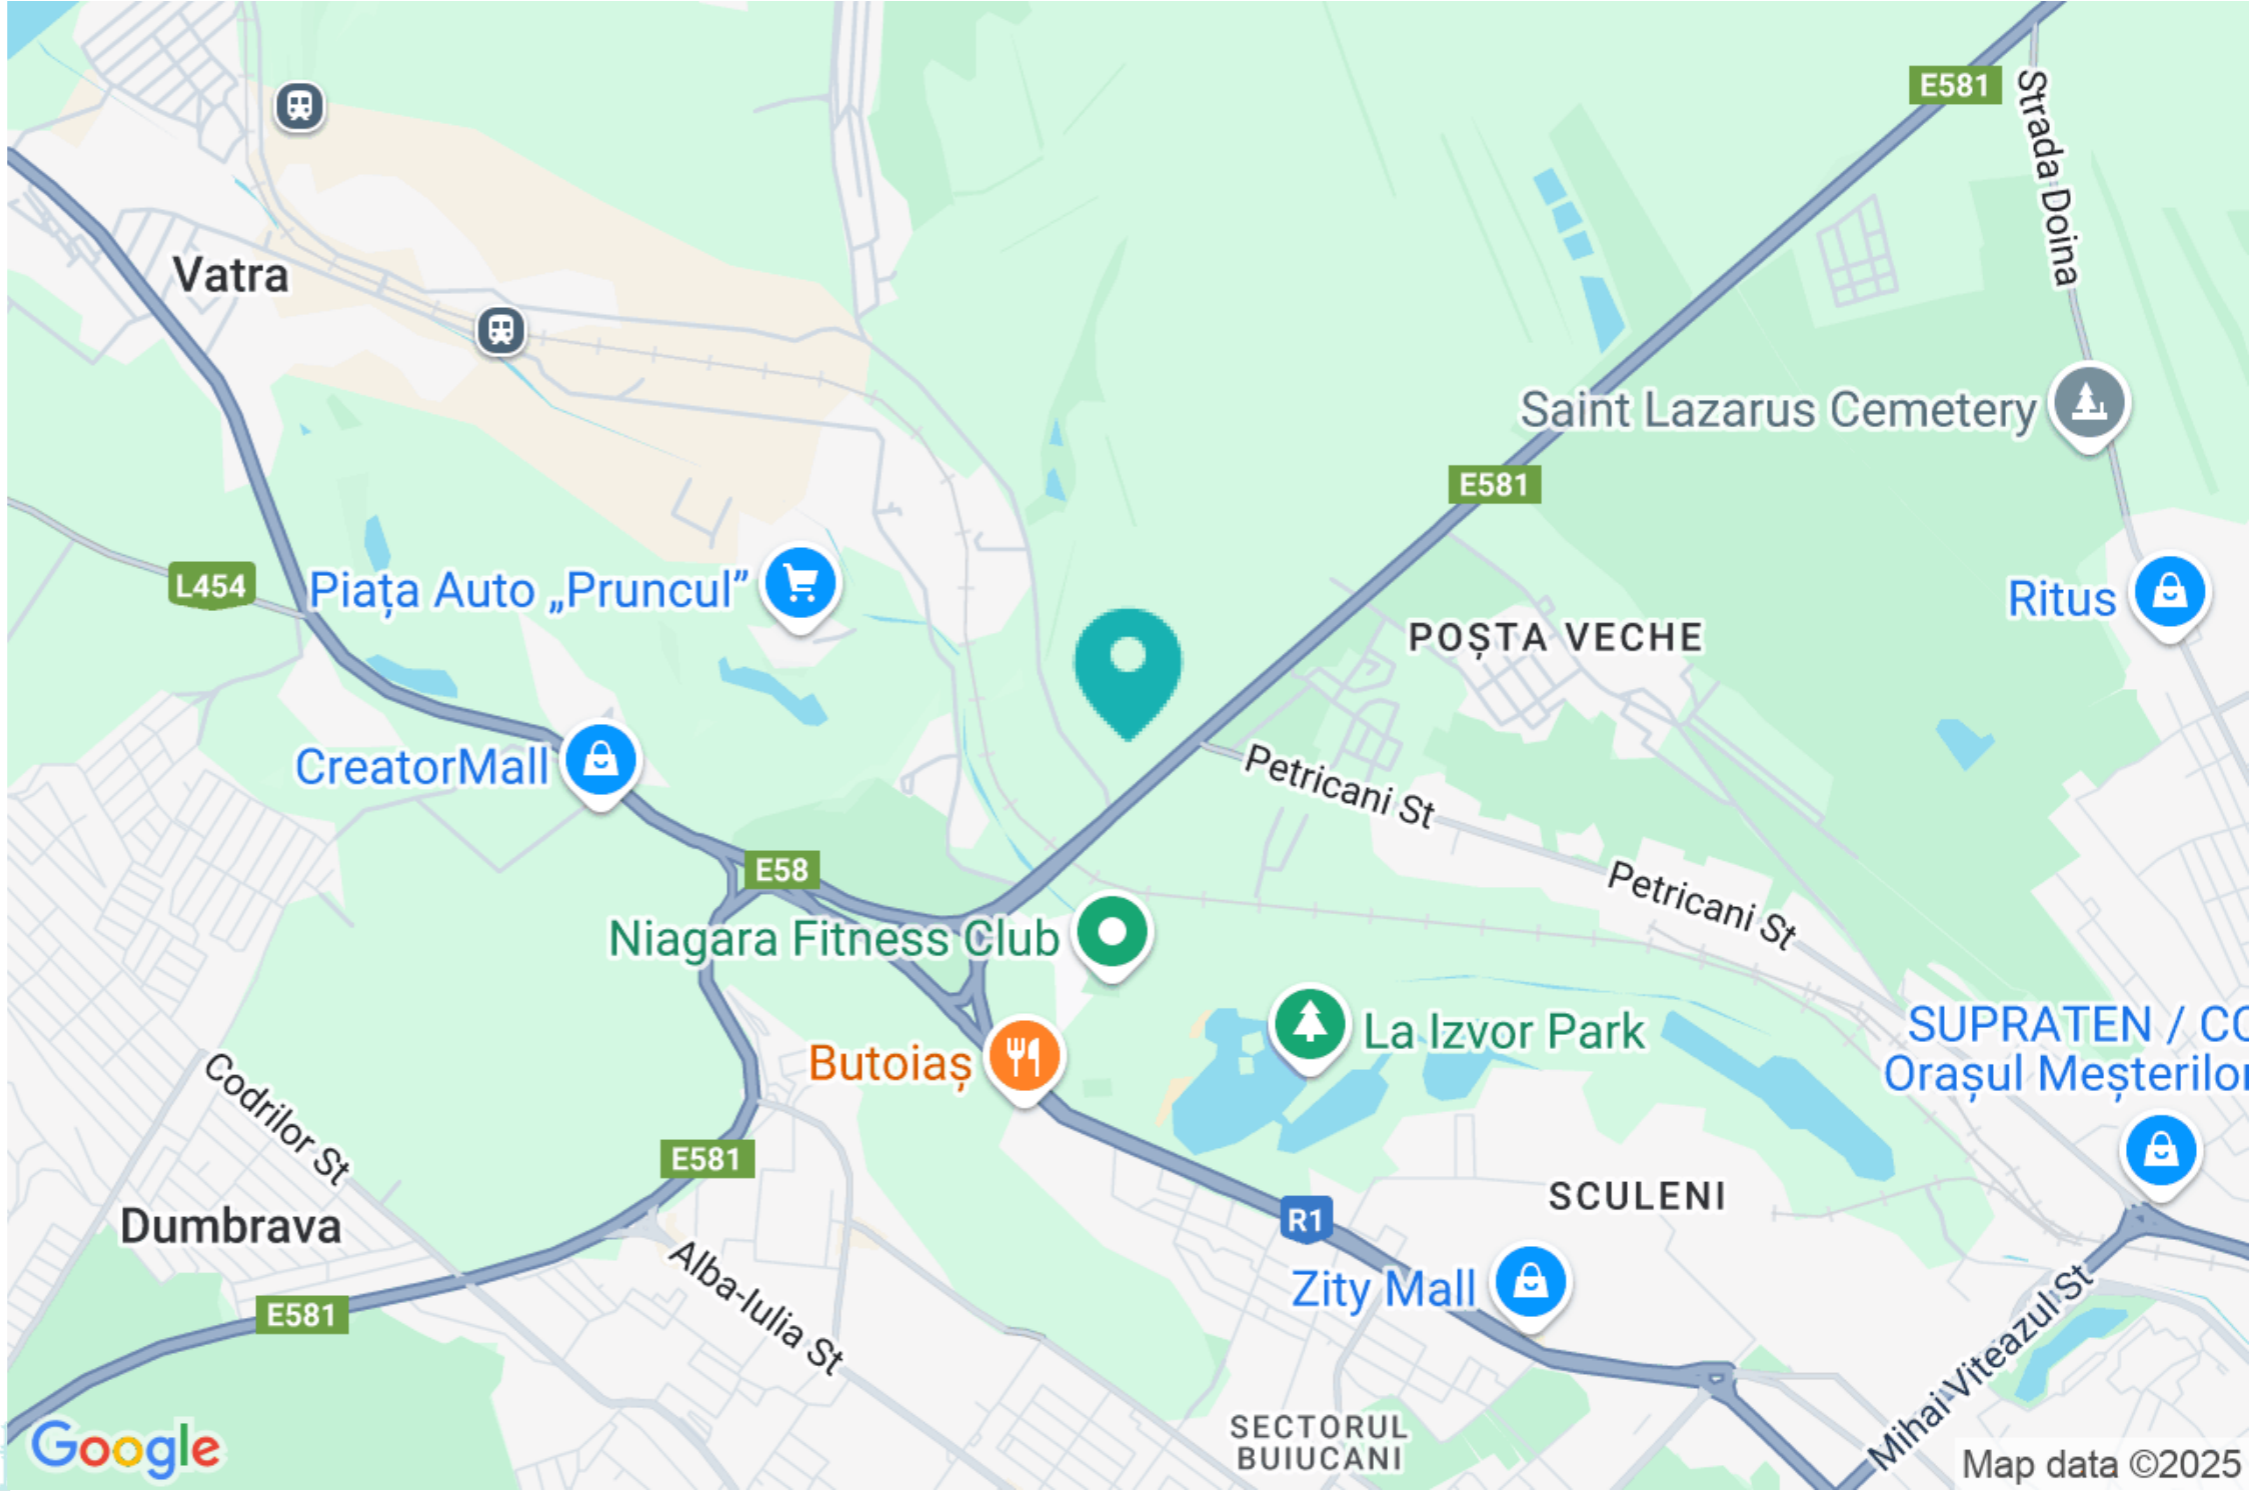 E581
Strada Doina
Vatra
Saint Lazarus Cemetery
E581
L454
Piața Auto „Pruncul”
Ritus
POȘTA VECHE
CreatorMall
Petricani St
E58
Petricani St
Niagara Fitness Club
La Izvor Park
SUPRATEN / CO
Orașul Meșterilor
Butoiaș
Codrilor St
E581
SCULENI
Dumbrava
R1
Alba-Iulia St
Zity Mall
E581
Mihai Viteazul St
SECTORUL
BUIUCANI
Google
Map data ©2025